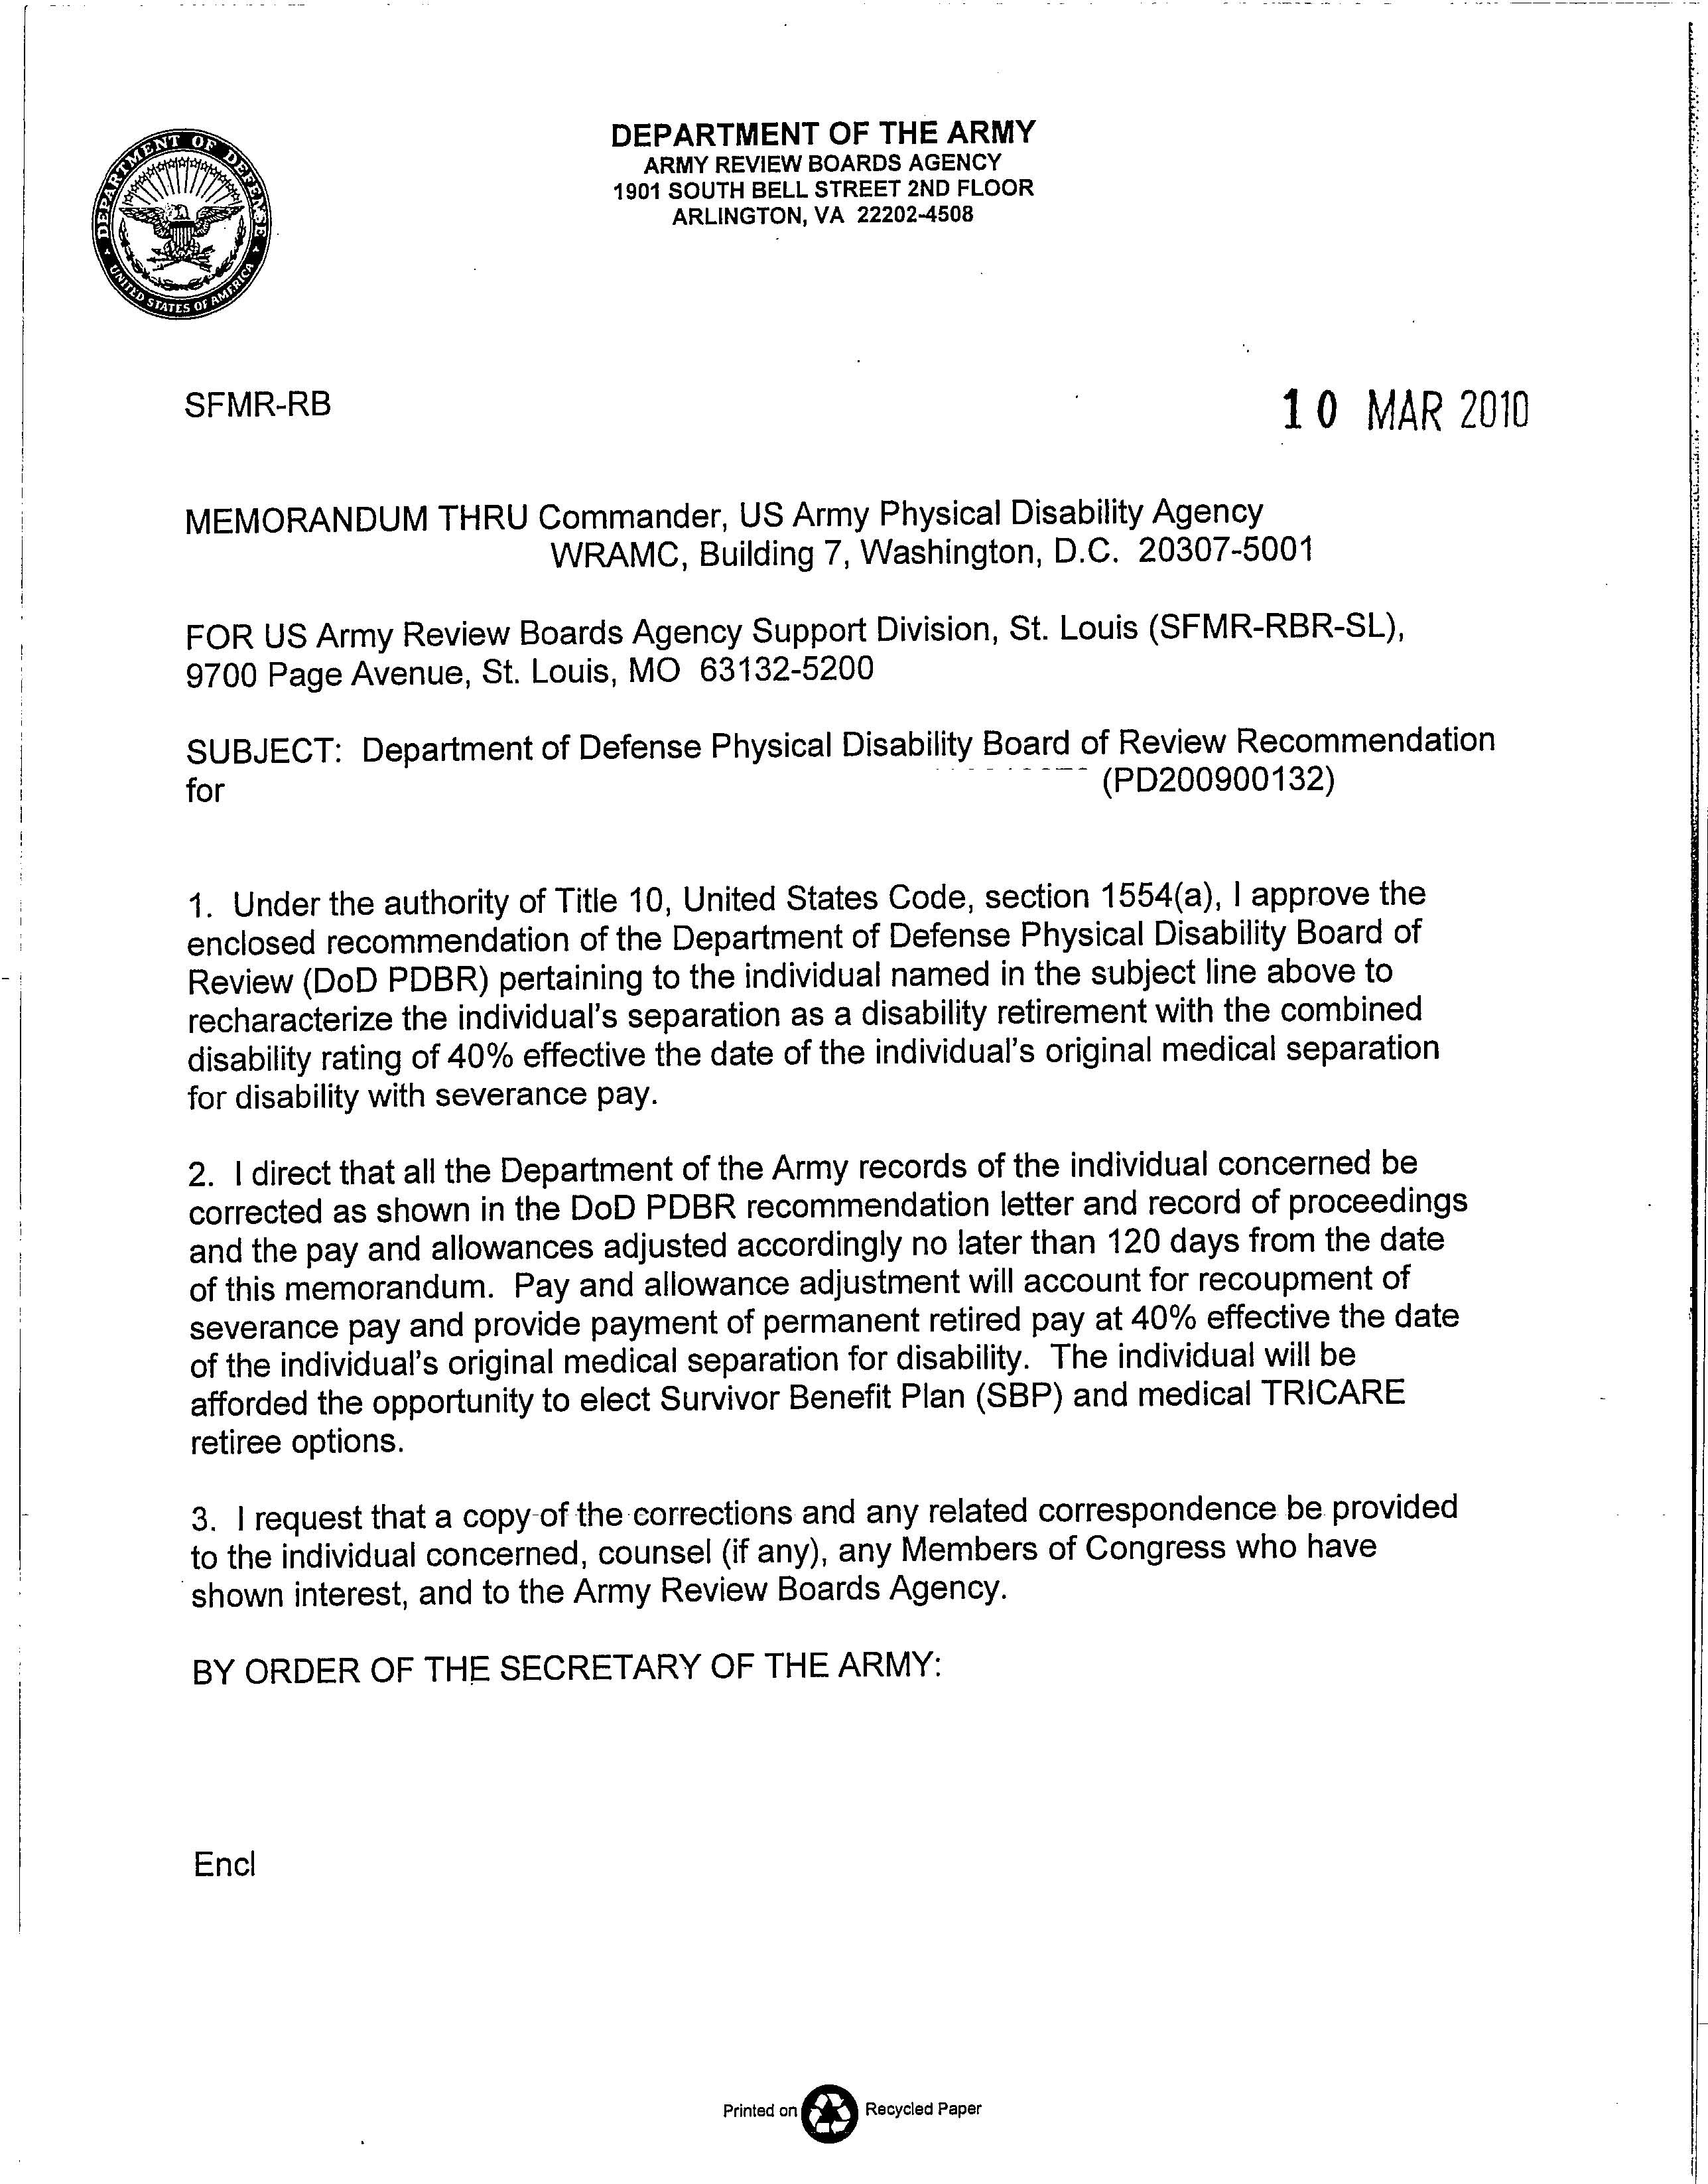 DEPARTMENT OF DEFENSE
UNITED STATES OF AMERICA
DEPARTMENT OF THE ARMY
ARMY REVIEW BOARDS AGENCY
1901 SOUTH BELL STREET 2ND FLOOR
ARLINGTON, VA 22202-4508
SFMR-RB
10 MAR 2010
MEMORANDUM THRU Commander, US Army Physical Disability Agency
WRAMC, Building 7, Washington, D.C. 20307-5001
FOR US Army Review Boards Agency Support Division, St. Louis (SFMR-RBR-SL),
9700 Page Avenue, St. Louis, MO 63132-5200
SUBJECT: Department of Defense Physical Disability Board of Review Recommendation
for (PD200900132)
1. Under the authority of Title 10, United States Code, section 1554(a), I approve the
enclosed recommendation of the Department of Defense Physical Disability Board of
Review (DoD PDBR) pertaining to the individual named in the subject line above to
recharacterize the individual's separation as a disability retirement with the combined
disability rating of 40% effective the date of the individual's original medical separation
for disability with severance pay.
2. I direct that all the Department of the Army records of the individual concerned be
corrected as shown in the DoD PDBR recommendation letter and record of proceedings
and the pay and allowances adjusted accordingly no later than 120 days from the date
of this memorandum. Pay and allowance adjustment will account for recoupment of
severance pay and provide payment of permanent retired pay at 40% effective the date
of the individual's original medical separation for disability. The individual will be
afforded the opportunity to elect Survivor Benefit Plan (SBP) and medical TRICARE
retiree options.
3. I request that a copy of the corrections and any related correspondence be provided
to the individual concerned, counsel (if any), any Members of Congress who have
shown interest, and to the Army Review Boards Agency.
BY ORDER OF THE SECRETARY OF THE ARMY:
Encl
Printed on Recycled Paper